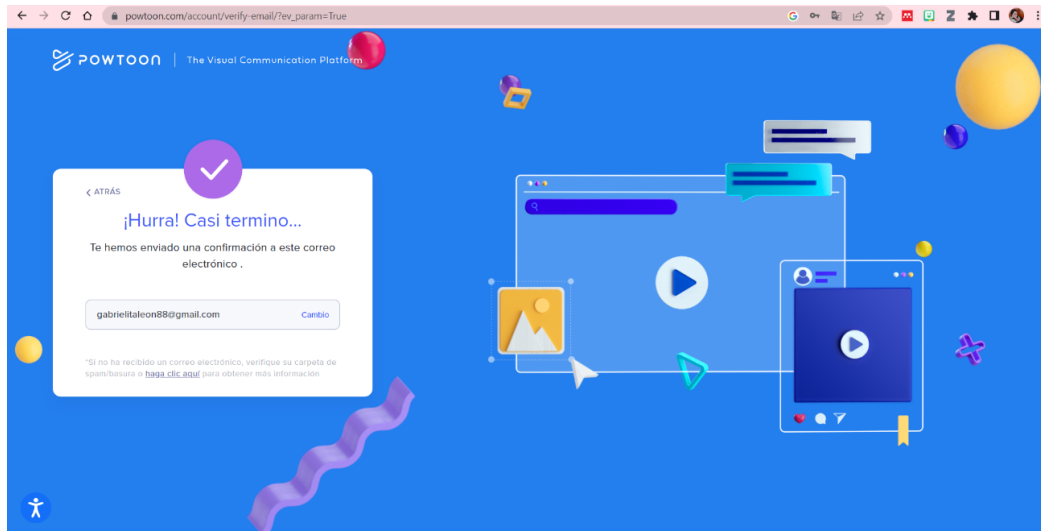 powtoon.com/account/verify-email/?ev_param=True
POWTOON | The Visual Communication Platform
ATRÁS
¡Hurra! Casi termino...
Te hemos enviado una confirmación a este correo
electrónico .
gabrielitaleon88@gmail.com Cambio
*Si no ha recibido un correo electrónico, verifique su carpeta de
spam/basura o haga clic aquí para obtener más información